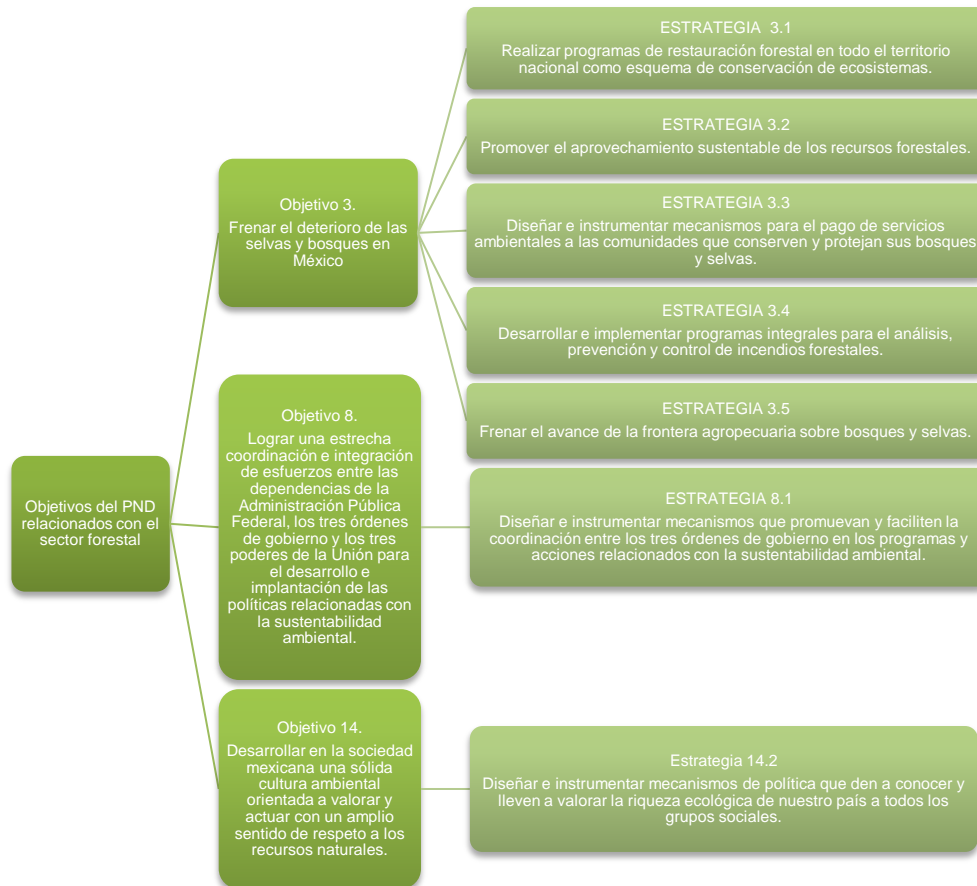 Objetivos del PND
relacionados con el
sector forestal
Objetivo 3.
Frenar el deterioro de las
selvas y bosques en
México
ESTRATEGIA 3.1
Realizar programas de restauración forestal en todo el territorio
nacional como esquema de conservación de ecosistemas.
ESTRATEGIA 3.2
Promover el aprovechamiento sustentable de los recursos forestales.
ESTRATEGIA 3.3
Diseñar e instrumentar mecanismos para el pago de servicios
ambientales a las comunidades que conserven y protejan sus bosques
y selvas.
ESTRATEGIA 3.4
Desarrollar e implementar programas integrales para el análisis,
prevención y control de incendios forestales.
ESTRATEGIA 3.5
Frenar el avance de la frontera agropecuaria sobre bosques y selvas.
Objetivo 8.
Lograr una estrecha
coordinación e integración
de esfuerzos entre las
dependencias de la
Administración Pública
Federal, los tres órdenes
de gobierno y los tres
poderes de la Unión para
el desarrollo e
implantación de las
políticas relacionadas con
la sustentabilidad
ambiental.
ESTRATEGIA 8.1
Diseñar e instrumentar mecanismos que promuevan y faciliten la
coordinación entre los tres órdenes de gobierno en los programas y
acciones relacionados con la sustentabilidad ambiental.
Objetivo 14.
Desarrollar en la sociedad
mexicana una sólida
cultura ambiental
orientada a valorar y
actuar con un amplio
sentido de respeto a los
recursos naturales.
Estrategia 14.2
Diseñar e instrumentar mecanismos de política que den a conocer y
lleven a valorar la riqueza ecológica de nuestro país a todos los
grupos sociales.